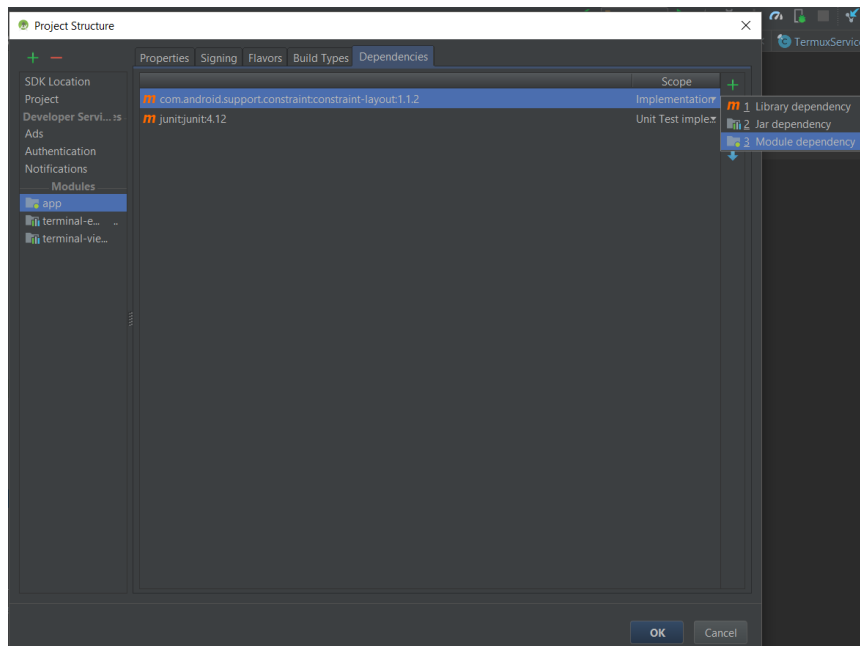 Project Structure
TermuxServic
Properties Signing Flavors Build Types Dependencies
SDK Location
Project
Developer Servi...es
Ads
Authentication
Notifications
Modules
app
terminal-e... ..
terminal-vie...
Scope
m com.android.support.constraint:constraint-layout:1.1.2 Implementation
m junit:junit:4.12 Unit Test imple...
m 1 Library dependency
2 Jar dependency
3 Module dependency
OK Cancel